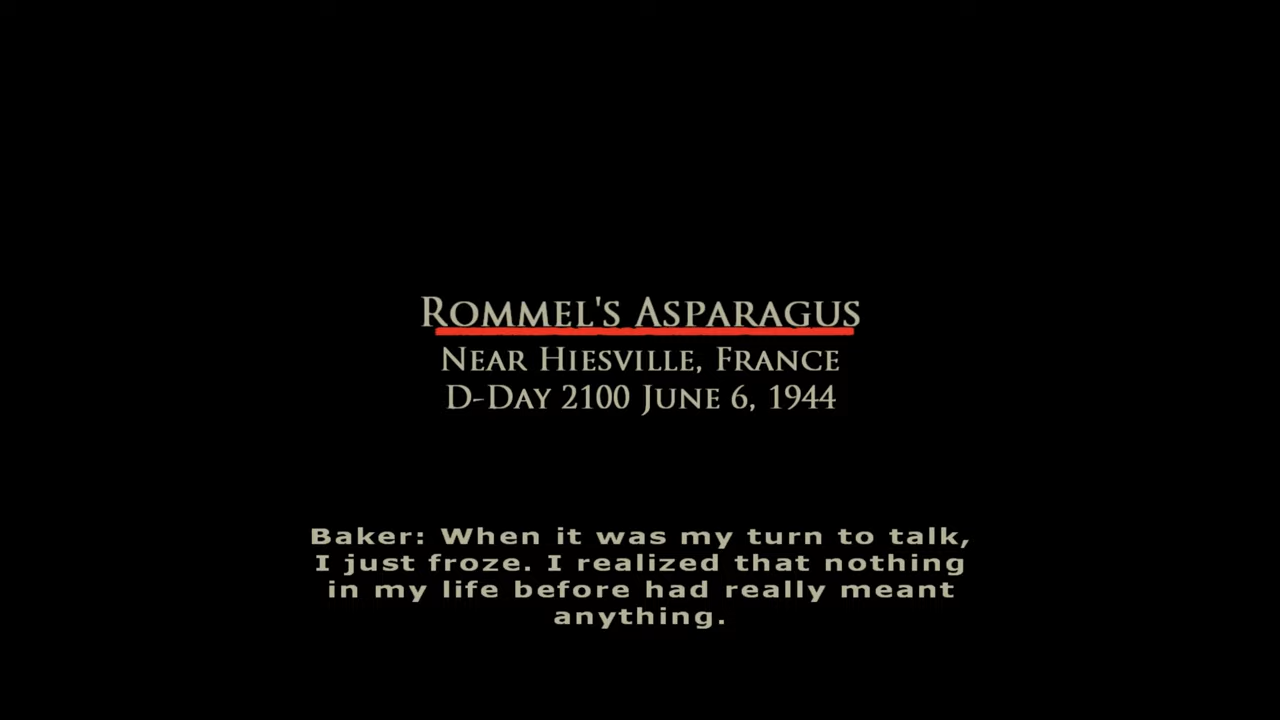 Rommel's Asparagus
Near Hiesville, France
D-Day 2100 June 6, 1944
Baker: When it was my turn to talk,
I just froze. I realized that nothing
in my life before had really meant
anything.